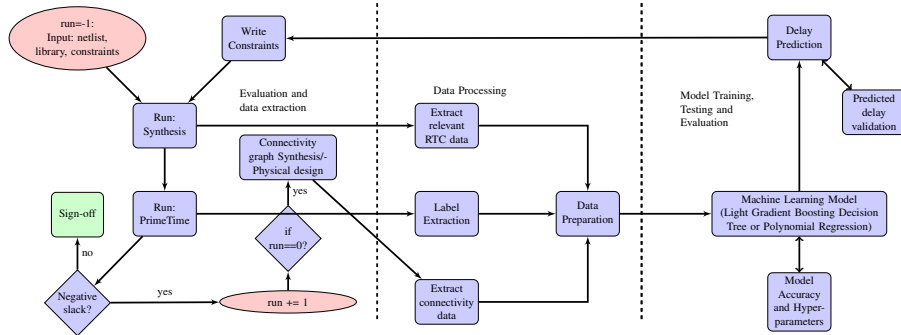 run=-1:
Input: netlist,
library, constraints
Write
Constraints
Delay
Prediction
Evaluation and
data extraction
Data Processing
Model Training,
Testing and
Evaluation
Predicted
delay
validation
Run:
Synthesis
Extract
relevant
RTC data
Connectivity
graph Synthesis/-
Physical design
yes
Sign-off
Run:
PrimeTime
if
run==0?
Label
Extraction
Data
Preparation
Machine Learning Model
(Light Gradient Boosting Decision
Tree or Polynomial Regression)
no
Negative
slack?
yes
run += 1
Extract
connectivity
data
Model
Accuracy
and Hyper-
parameters